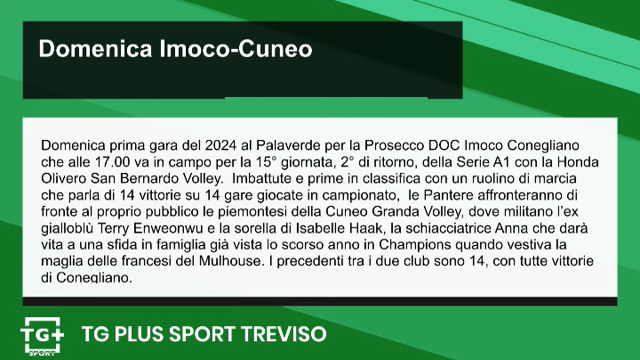 Domenica Imoco-Cuneo
Domenica prima gara del 2024 al Palaverde per la Prosecco DOC Imoco Conegliano
che alle 17.00 va in campo per la 15° giornata, 2° di ritorno, della Serie A1 con la Honda
Olivero San Bernardo Volley. Imbattute e prime in classifica con un ruolino di marcia
che parla di 14 vittorie su 14 gare giocate in campionato, le Pantere affronteranno di
fronte al proprio pubblico le piemontesi della Cuneo Granda Volley, dove militano l'ex
gialloblù Terry Enweonwu e la sorella di Isabelle Haak, la schiacciatrice Anna che darà
vita a una sfida in famiglia già vista lo scorso anno in Champions quando vestiva la
maglia delle francesi del Mulhouse. I precedenti tra i due club sono 14, con tutte vittorie
di Conegliano.
TG+
SPORT
TG PLUS SPORT TREVISO